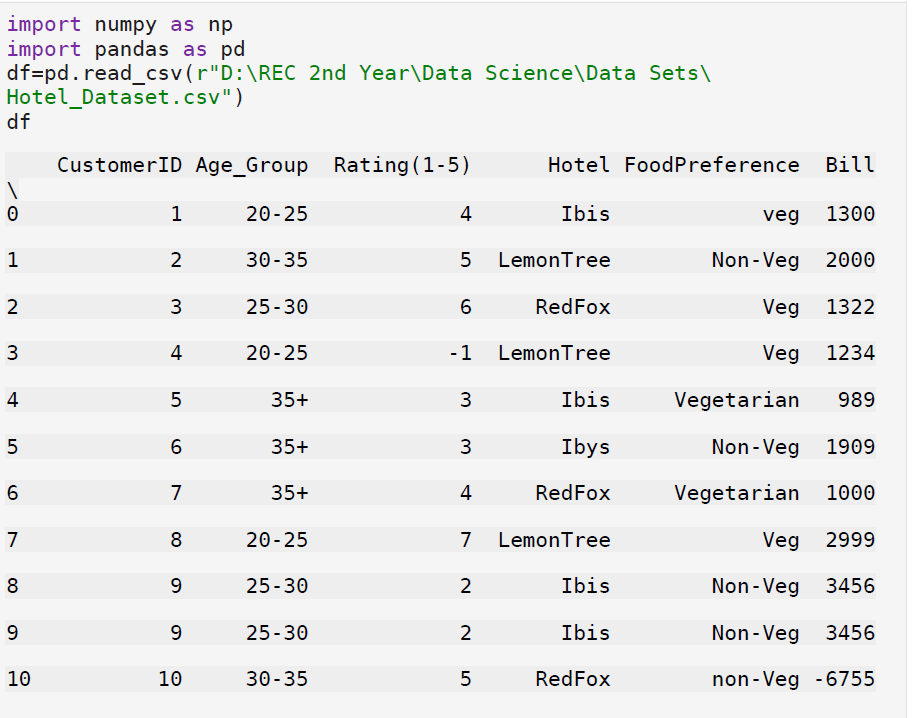 import numpy as np
import pandas as pd
df=pd.read_csv(r"D:\REC 2nd Year\Data Science\Data Sets\
Hotel_Dataset.csv")
df
CustomerID Age_Group Rating(1-5) Hotel FoodPreference Bill
\
0 1 20-25 4 Ibis veg 1300
1 2 30-35 5 LemonTree Non-Veg 2000
2 3 25-30 6 RedFox Veg 1322
3 4 20-25 -1 LemonTree Veg 1234
4 5 35+ 3 Ibis Vegetarian 989
5 6 35+ 3 Ibys Non-Veg 1909
6 7 35+ 4 RedFox Vegetarian 1000
7 8 20-25 7 LemonTree Veg 2999
8 9 25-30 2 Ibis Non-Veg 3456
9 9 25-30 2 Ibis Non-Veg 3456
10 10 30-35 5 RedFox non-Veg -6755